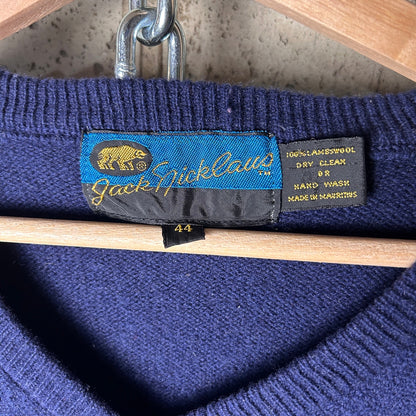 Jack Nicklaus ™
®
44
100% LAMBSWOOL
DRY CLEAN
OR
HAND WASH
MADE IN MAURITIUS